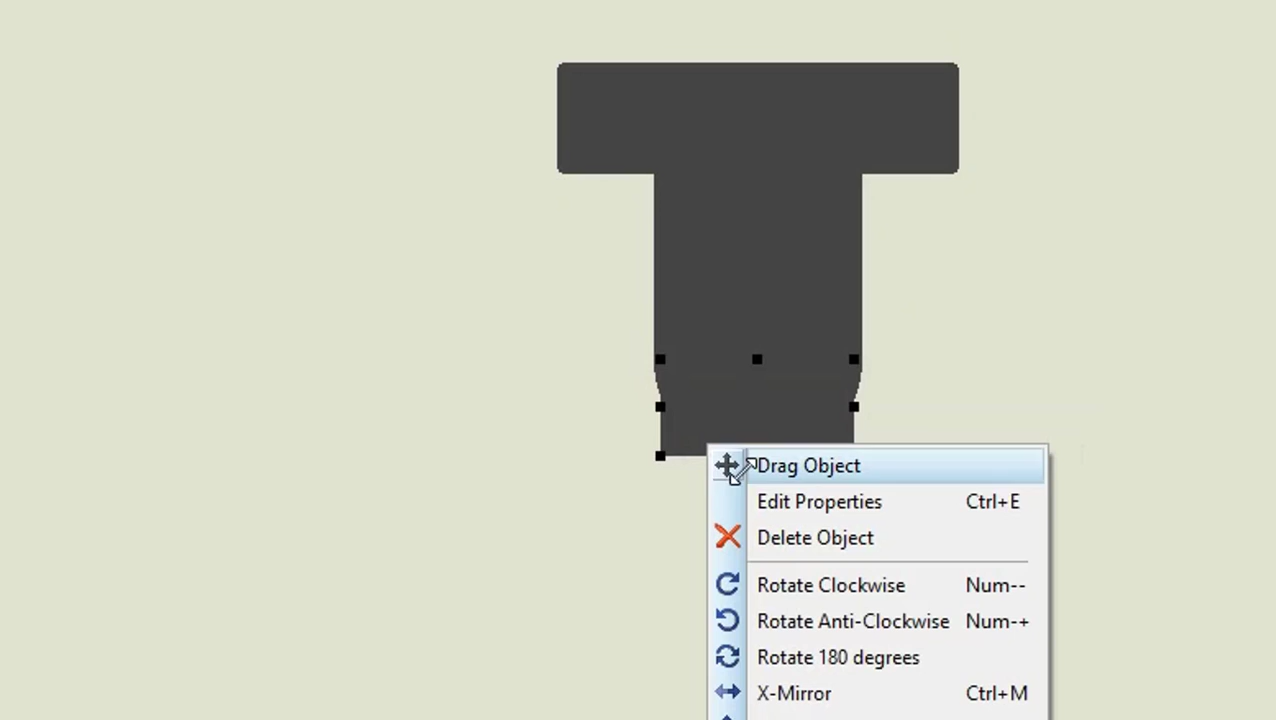 Drag Object
Edit Properties Ctrl+E
Delete Object
Rotate Clockwise Num--
Rotate Anti-Clockwise Num-+
Rotate 180 degrees
X-Mirror Ctrl+M